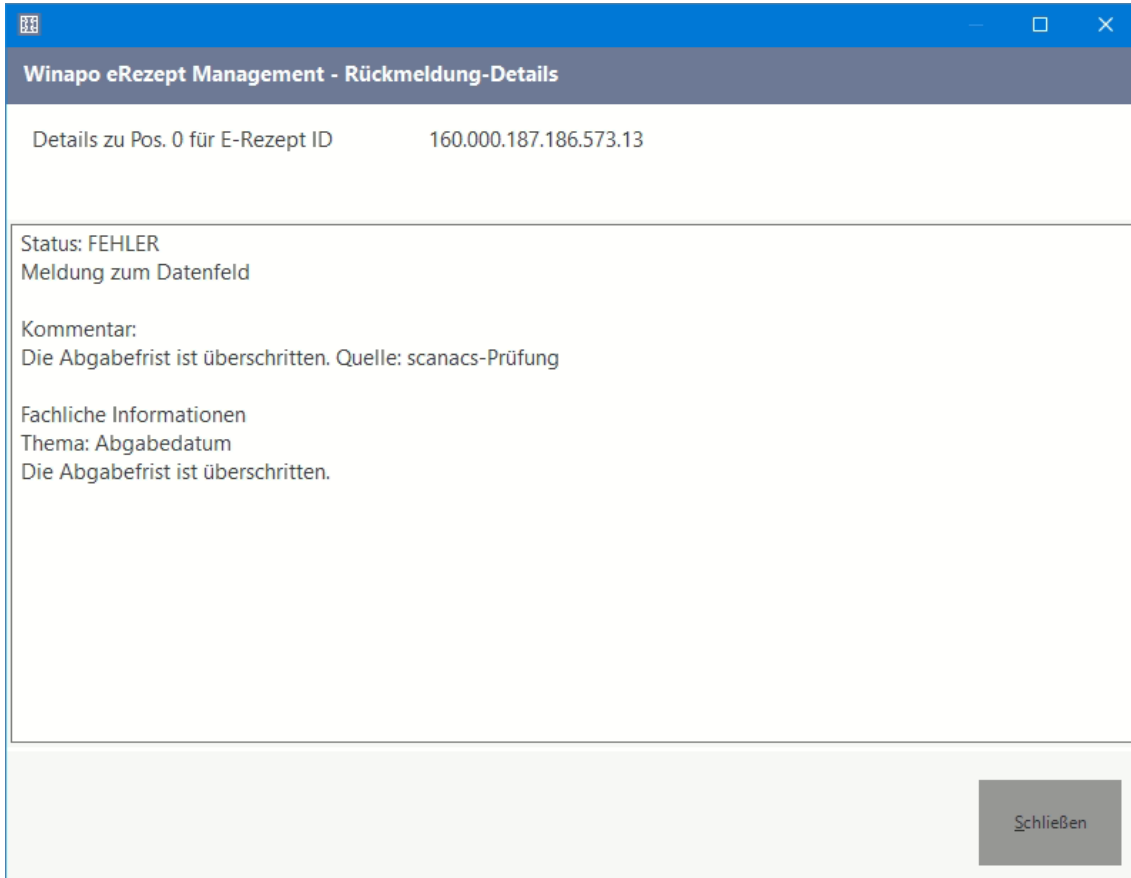 Winapo eRezept Management - Rückmeldung-Details
Details zu Pos. 0 für E-Rezept ID 160.000.187.186.573.13
Status: FEHLER
Meldung zum Datenfeld
Kommentar:
Die Abgabefrist ist überschritten. Quelle: scanacs-Prüfung
Fachliche Informationen
Thema: Abgabedatum
Die Abgabefrist ist überschritten.
Schließen